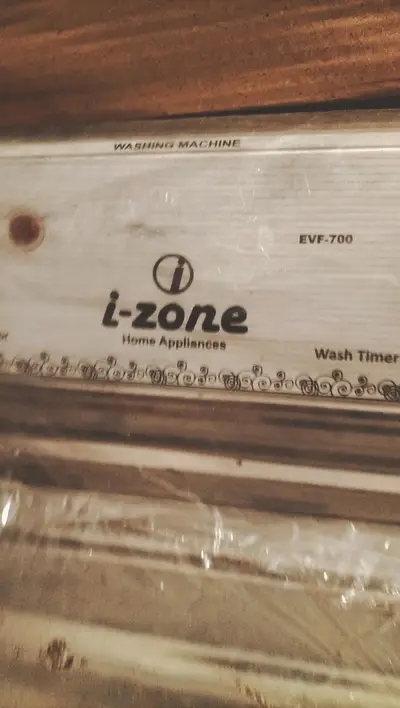 WASHING MACHINE
EVF-700
i
i-zone
Home Appliances
Wash Timer